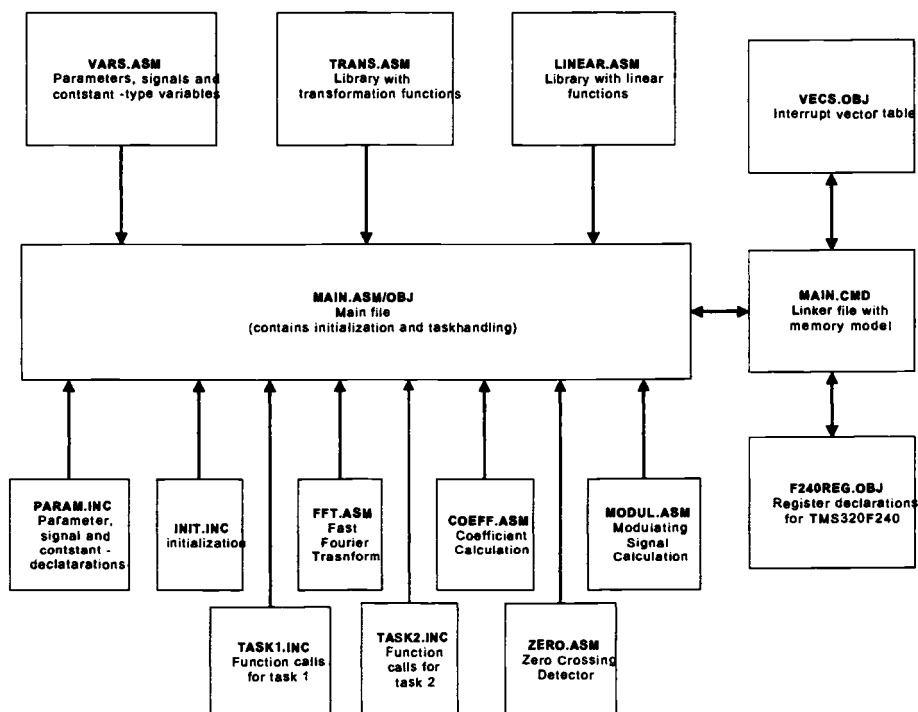 VARS.ASM
Parameters, signals and
contstant -type variables
TRANS.ASM
Library with
transformation functions
LINEAR.ASM
Library with linear
functions
VECS.OBJ
Interrupt vector table
MAIN.ASM/OBJ
Main file
(contains initialization and taskhandling)
MAIN.CMD
Linker file with
memory model
PARAM.INC
Parameter,
signal and
contstant -
declatarations
INIT.INC
initialization
FFT.ASM
Fast
Fourier
Trasnform
COEFF.ASM
Coefficient
Calculation
MODUL.ASM
Modulating
Signal
Calculation
F240REG.OBJ
Register declarations
for TMS320F240
TASK1.INC
Function calls
for task 1
TASK2.INC
Function
calls for
task 2
ZERO.ASM
Zero Crossing
Detector